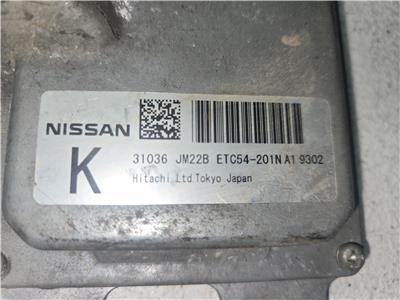 NISSAN
K
31036 JM22B ETC54-201N A1 9302
Hitachi Ltd.Tokyo Japan